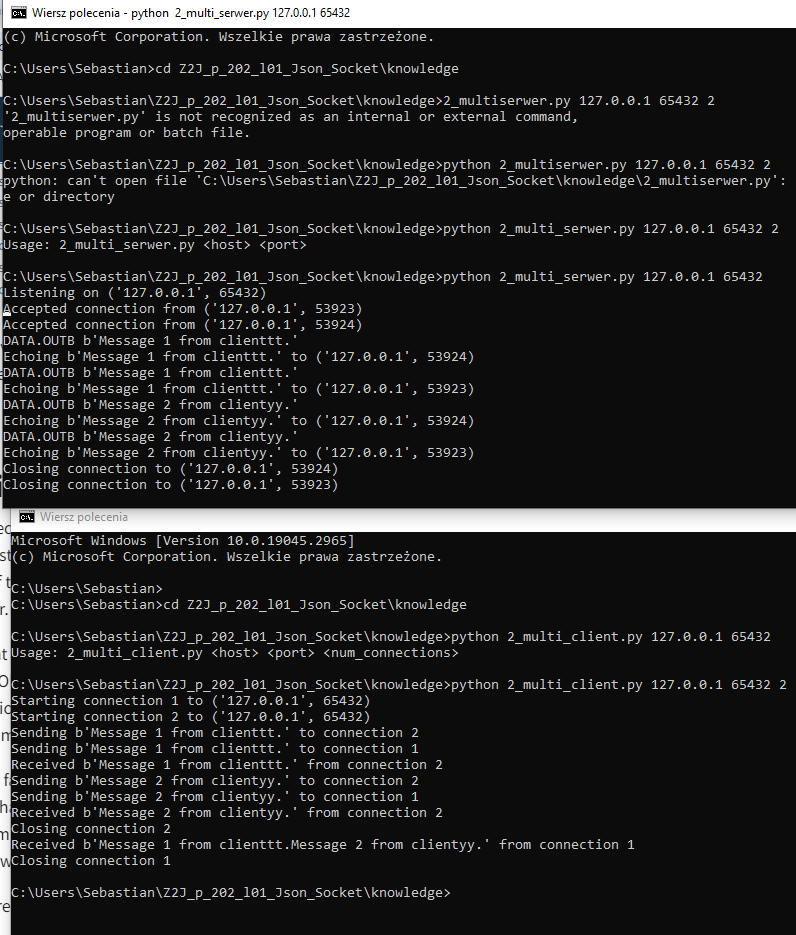 Wiersz polecenia - python  2_multi_serwer.py 127.0.0.1 65432
(c) Microsoft Corporation. Wszelkie prawa zastrzeżone.
C:\Users\Sebastian>cd Z2J_p_202_l01_Json_Socket\knowledge
C:\Users\Sebastian\Z2J_p_202_l01_Json_Socket\knowledge>2_multiserwer.py 127.0.0.1 65432 2
'2_multiserwer.py' is not recognized as an internal or external command,
operable program or batch file.
C:\Users\Sebastian\Z2J_p_202_l01_Json_Socket\knowledge>python 2_multiserwer.py 127.0.0.1 65432 2
python: can't open file 'C:\Users\Sebastian\Z2J_p_202_l01_Json_Socket\knowledge\2_multiserwer.py':
e or directory
C:\Users\Sebastian\Z2J_p_202_l01_Json_Socket\knowledge>python 2_multi_serwer.py 127.0.0.1 65432 2
Usage: 2_multi_serwer.py <host> <port>
C:\Users\Sebastian\Z2J_p_202_l01_Json_Socket\knowledge>python 2_multi_serwer.py 127.0.0.1 65432
Listening on ('127.0.0.1', 65432)
Accepted connection from ('127.0.0.1', 53923)
Accepted connection from ('127.0.0.1', 53924)
DATA.OUTB b'Message 1 from clienttt.'
Echoing b'Message 1 from clienttt.' to ('127.0.0.1', 53924)
DATA.OUTB b'Message 1 from clienttt.'
Echoing b'Message 1 from clienttt.' to ('127.0.0.1', 53923)
DATA.OUTB b'Message 2 from clientyy.'
Echoing b'Message 2 from clientyy.' to ('127.0.0.1', 53924)
DATA.OUTB b'Message 2 from clientyy.'
Echoing b'Message 2 from clientyy.' to ('127.0.0.1', 53923)
Closing connection to ('127.0.0.1', 53924)
Closing connection to ('127.0.0.1', 53923)
Wiersz polecenia
Microsoft Windows [Version 10.0.19045.2965]
(c) Microsoft Corporation. Wszelkie prawa zastrzeżone.
C:\Users\Sebastian>
C:\Users\Sebastian>cd Z2J_p_202_l01_Json_Socket\knowledge
C:\Users\Sebastian\Z2J_p_202_l01_Json_Socket\knowledge>python 2_multi_client.py 127.0.0.1 65432
Usage: 2_multi_client.py <host> <port> <num_connections>
C:\Users\Sebastian\Z2J_p_202_l01_Json_Socket\knowledge>python 2_multi_client.py 127.0.0.1 65432 2
Starting connection 1 to ('127.0.0.1', 65432)
Starting connection 2 to ('127.0.0.1', 65432)
Sending b'Message 1 from clienttt.' to connection 2
Sending b'Message 1 from clienttt.' to connection 1
Received b'Message 1 from clienttt.' from connection 2
Sending b'Message 2 from clientyy.' to connection 2
Sending b'Message 2 from clientyy.' to connection 1
Received b'Message 2 from clientyy.' from connection 2
Closing connection 2
Received b'Message 1 from clienttt.Message 2 from clientyy.' from connection 1
Closing connection 1
C:\Users\Sebastian\Z2J_p_202_l01_Json_Socket\knowledge>